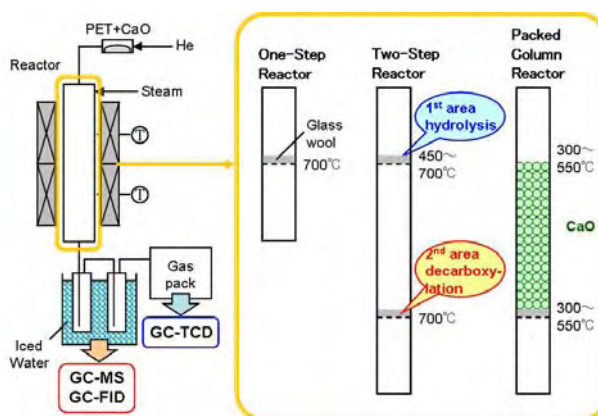 PET+CaO
He
Reactor
Steam
T
T
Gas
pack
Iced
Water
GC-TCD
GC-MS
GC-FID
One-Step
Reactor
Glass
wool
700℃
Two-Step
Reactor
1st area
hydrolysis
450～
700℃
2nd area
decarboxy-
lation
700℃
Packed
Column
Reactor
300～
550℃
CaO
300～
550℃